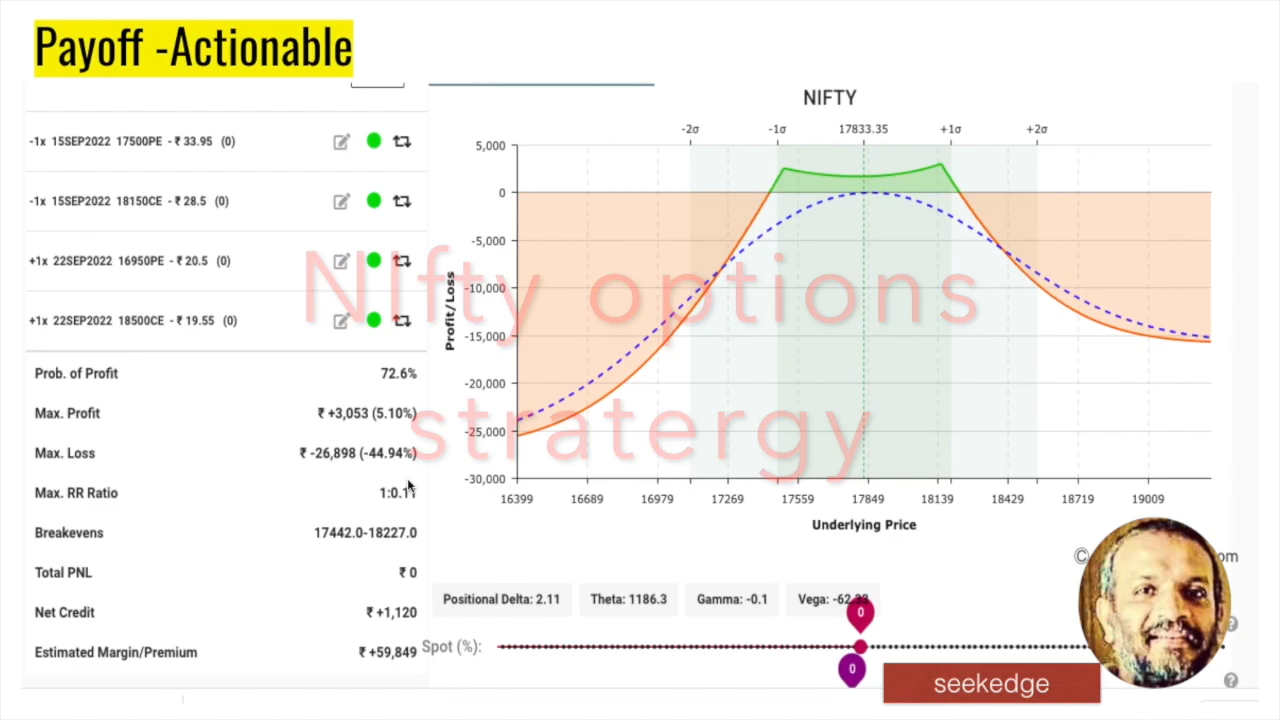 Payoff -Actionable
NIFTY
-2σ -1σ 17833.35 +1σ +2σ
-1x 15SEP2022 17500PE - ₹ 33.95 (0)
-1x 15SEP2022 18150CE - ₹ 28.5 (0)
+1x 22SEP2022 16950PE - ₹ 20.5 (0)
+1x 22SEP2022 18500CE - ₹ 19.55 (0)
Prob. of Profit 72.6%
Max. Profit ₹ +3,053 (5.10%)
Max. Loss ₹ -26,898 (-44.94%)
Max. RR Ratio 1:0.11
Breakevens 17442.0-18227.0
Total PNL ₹ 0
Net Credit ₹ +1,120
Estimated Margin/Premium ₹ +59,849
5,000
0
-5,000
-10,000
-15,000
-20,000
-25,000
-30,000
Profit/Loss
16399 16689 16979 17269 17559 17849 18139 18429 18719 19009
Underlying Price
NIfty options
stratergy
©
om
Positional Delta: 2.11 Theta: 1186.3 Gamma: -0.1 Vega:
0
Spot (%):
0
seekedge